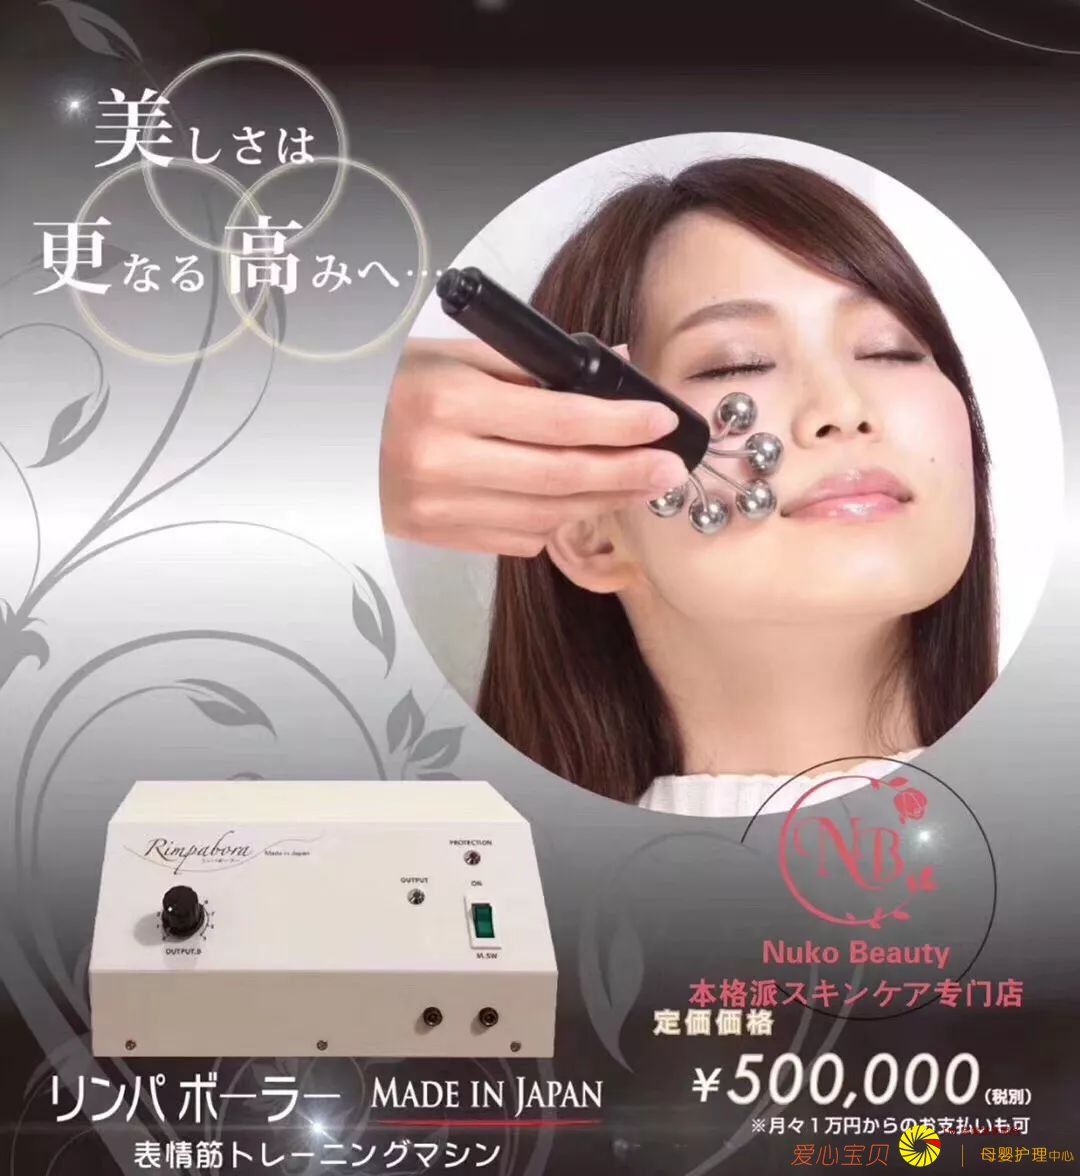 美しさは
更なる高みへ…
Rimpabora
Made in Japan
PROTECTION
OUTPUT
ON
OUTPUT.B
M.SW
NB
Nuko Beauty
本格派スキンケア专门店
定価価格
¥500,000(税別)
※月々1万円からのお支払いも可
リンパボーラー MADE IN JAPAN
表情筋トレーニングマシン
爱心宝贝 | 母婴护理中心